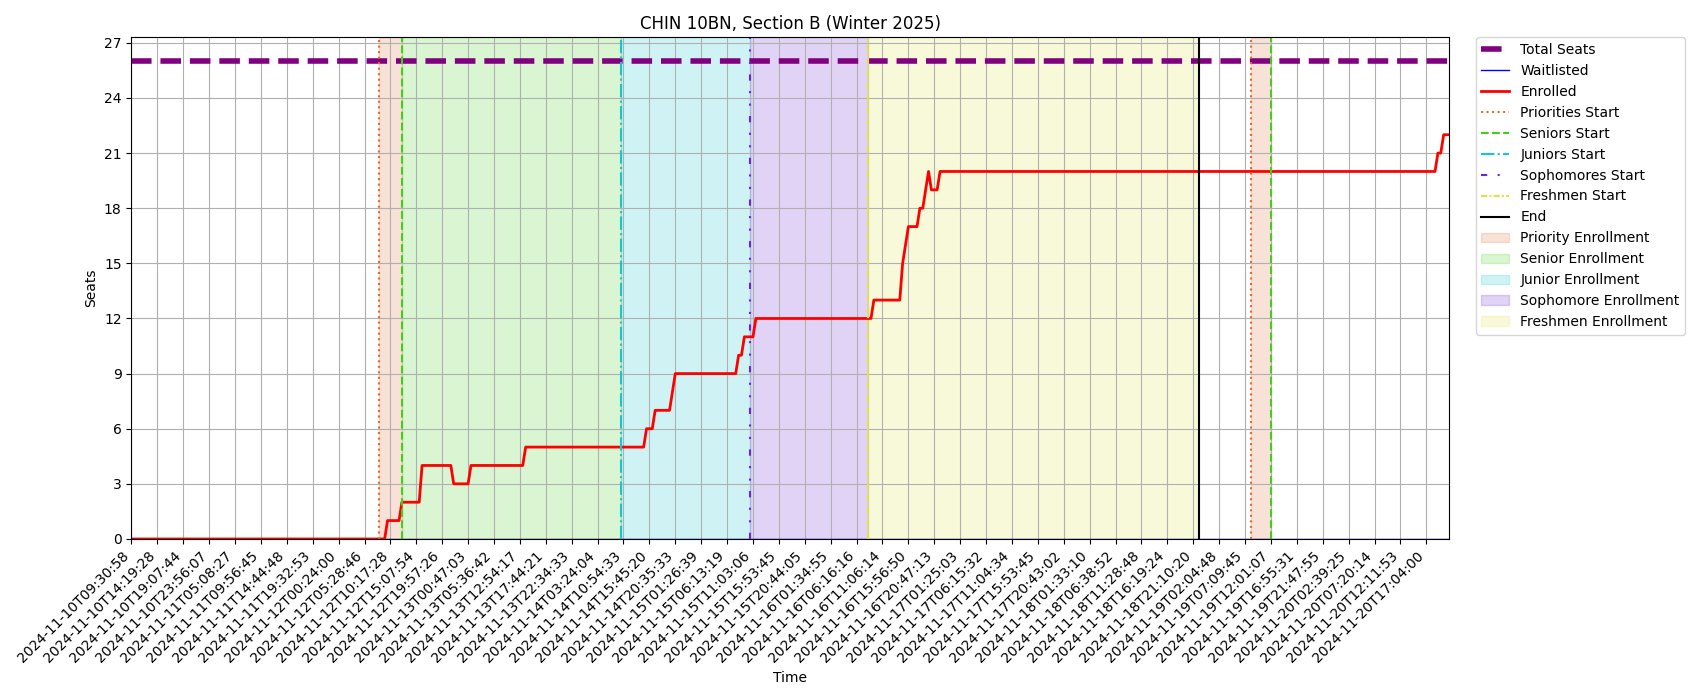 CHIN 10BN, Section B (Winter 2025)
27
24
21
18
15
12
9
6
3
0
Seats
2024-11-10T09:30:58
2024-11-10T14:19:28
2024-11-10T19:07:44
2024-11-10T23:56:07
2024-11-11T05:08:27
2024-11-11T09:56:45
2024-11-11T14:44:48
2024-11-11T19:32:53
2024-11-12T00:24:00
2024-11-12T05:28:46
2024-11-12T10:17:28
2024-11-12T15:07:54
2024-11-12T19:57:26
2024-11-13T00:47:03
2024-11-13T05:36:42
2024-11-13T12:54:17
2024-11-13T17:44:21
2024-11-13T22:34:33
2024-11-14T03:24:04
2024-11-14T10:54:33
2024-11-14T15:45:20
2024-11-14T20:35:33
2024-11-15T01:26:39
2024-11-15T06:13:19
2024-11-15T11:03:06
2024-11-15T15:53:45
2024-11-15T20:44:05
2024-11-16T01:34:55
2024-11-16T06:16:16
2024-11-16T11:06:14
2024-11-16T15:56:50
2024-11-16T20:47:13
2024-11-17T01:25:03
2024-11-17T06:15:32
2024-11-17T11:04:34
2024-11-17T15:53:45
2024-11-17T20:43:02
2024-11-18T01:33:10
2024-11-18T06:38:52
2024-11-18T11:28:48
2024-11-18T16:19:24
2024-11-18T21:10:20
2024-11-19T02:04:48
2024-11-19T07:09:45
2024-11-19T12:01:07
2024-11-19T16:55:31
2024-11-19T21:47:55
2024-11-20T02:39:25
2024-11-20T07:20:14
2024-11-20T12:11:53
2024-11-20T17:04:00
Time
Total Seats
Waitlisted
Enrolled
Priorities Start
Seniors Start
Juniors Start
Sophomores Start
Freshmen Start
End
Priority Enrollment
Senior Enrollment
Junior Enrollment
Sophomore Enrollment
Freshmen Enrollment